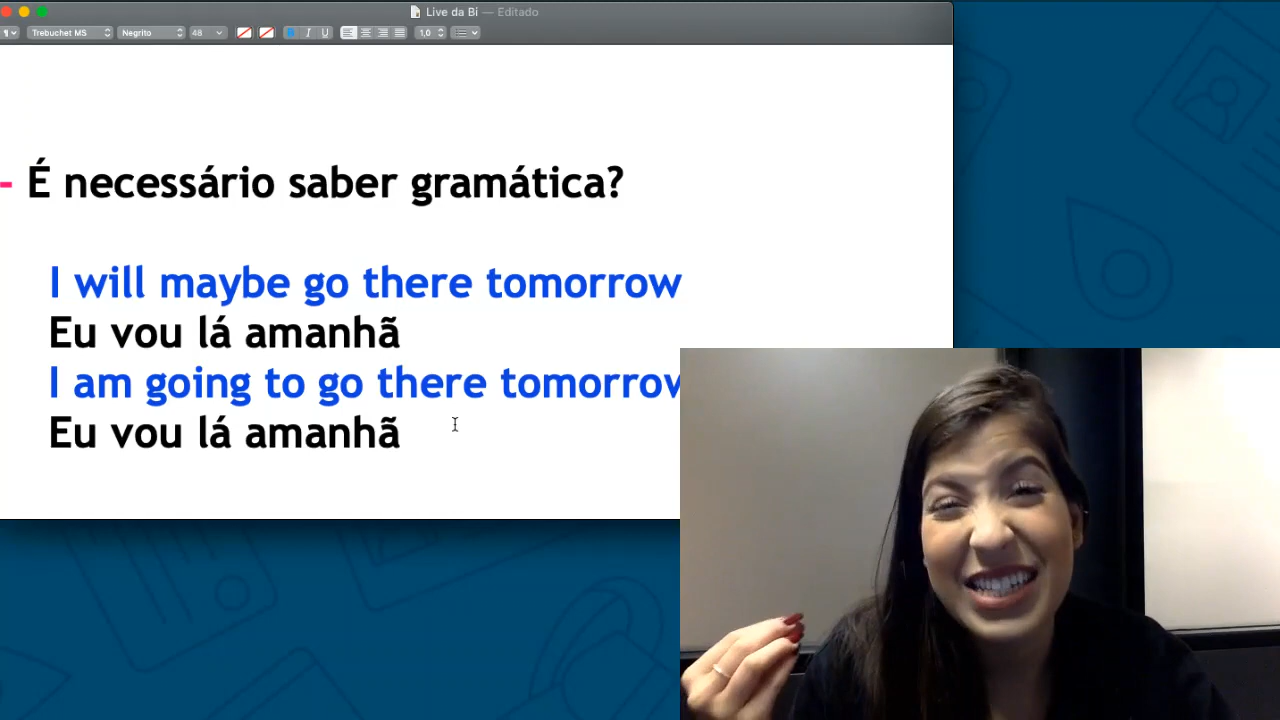 Live da Bi — Editado
Trebuchet MS Negrito 48 B I U 1,0
- É necessário saber gramática?
I will maybe go there tomorrow
Eu vou lá amanhã
I am going to go there tomorrow
Eu vou lá amanhã